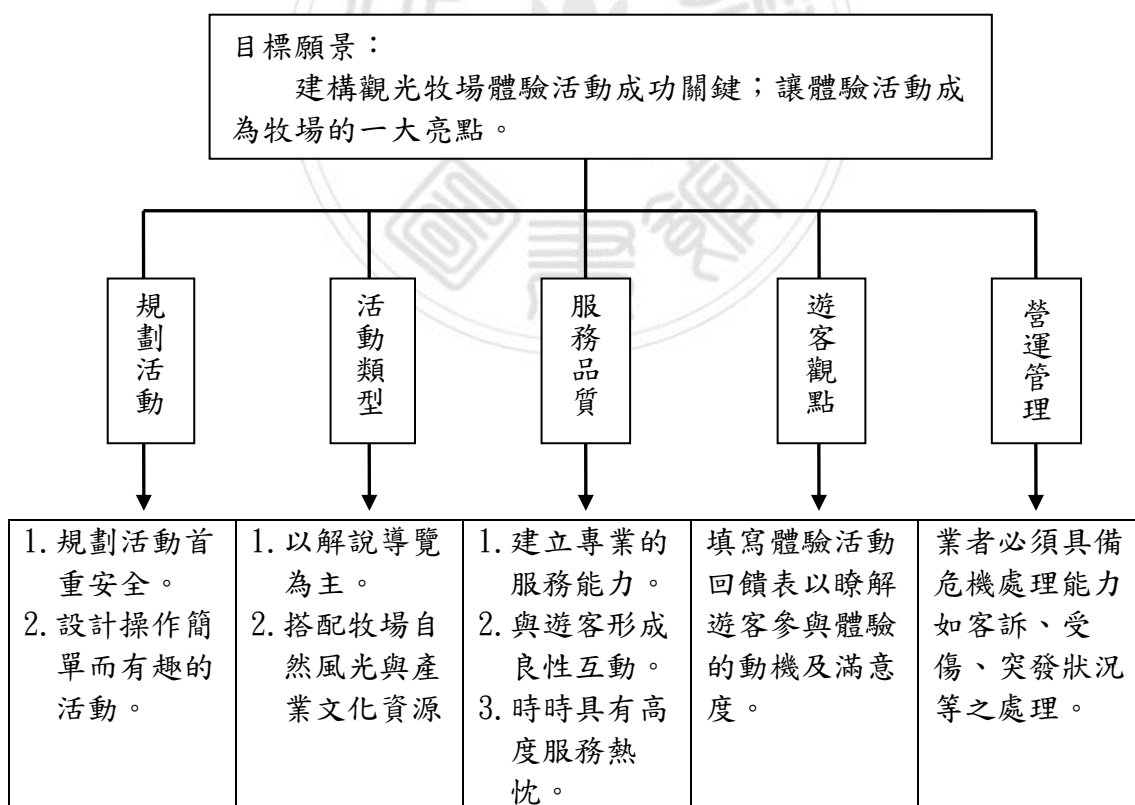 目標願景：
建構觀光牧場體驗活動成功關鍵；讓體驗活動成
為牧場的一大亮點。
規劃活動
活動類型
服務品質
遊客觀點
營運管理
1. 規劃活動首
重安全。
2. 設計操作簡
單而有趣的
活動。
1. 以解說導覽
為主。
2. 搭配牧場自
然風光與產
業文化資源
1. 建立專業的
服務能力。
2. 與遊客形成
良性互動。
3. 時時具有高
度服務熱
忱。
填寫體驗活動
回饋表以瞭解
遊客參與體驗
的動機及滿意
度。
業者必須具備
危機處理能力
如客訴、受
傷、突發狀況
等之處理。